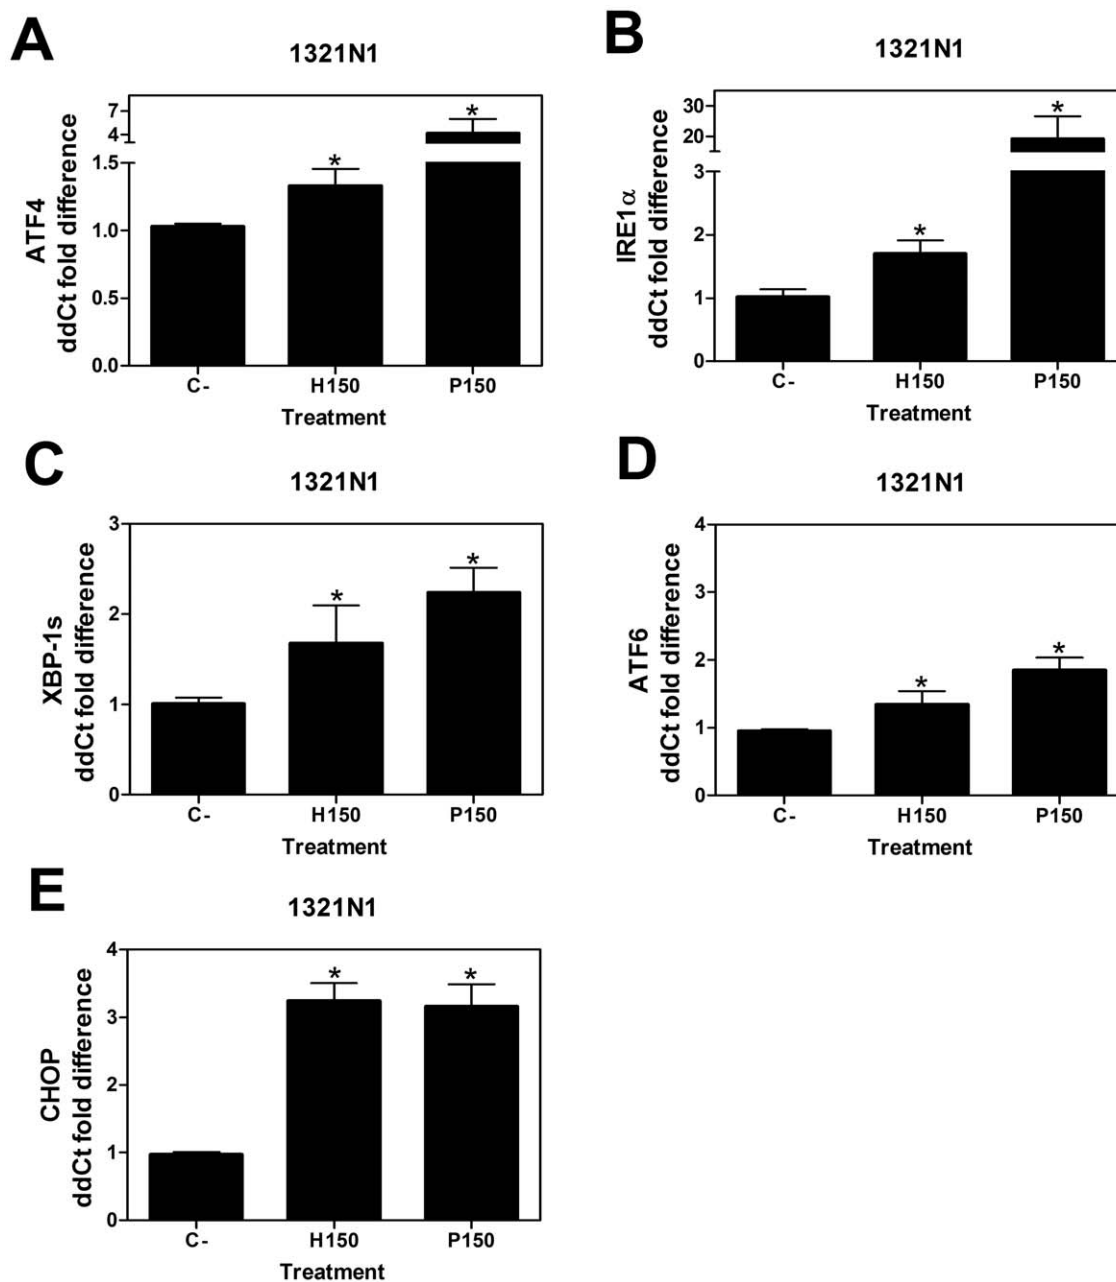 A
1321N1
ATF4
ddCt fold difference
7
4
1.5
1.0
0.5
0.0
*
*
C-
H150
P150
Treatment
B
1321N1
IRE1α
ddCt fold difference
30
20
3
2
1
0
*
*
C-
H150
P150
Treatment
C
1321N1
XBP-1s
ddCt fold difference
3
2
1
0
*
*
C-
H150
P150
Treatment
D
1321N1
ATF6
ddCt fold difference
4
3
2
1
0
*
*
C-
H150
P150
Treatment
E
1321N1
CHOP
ddCt fold difference
4
3
2
1
0
*
*
C-
H150
P150
Treatment